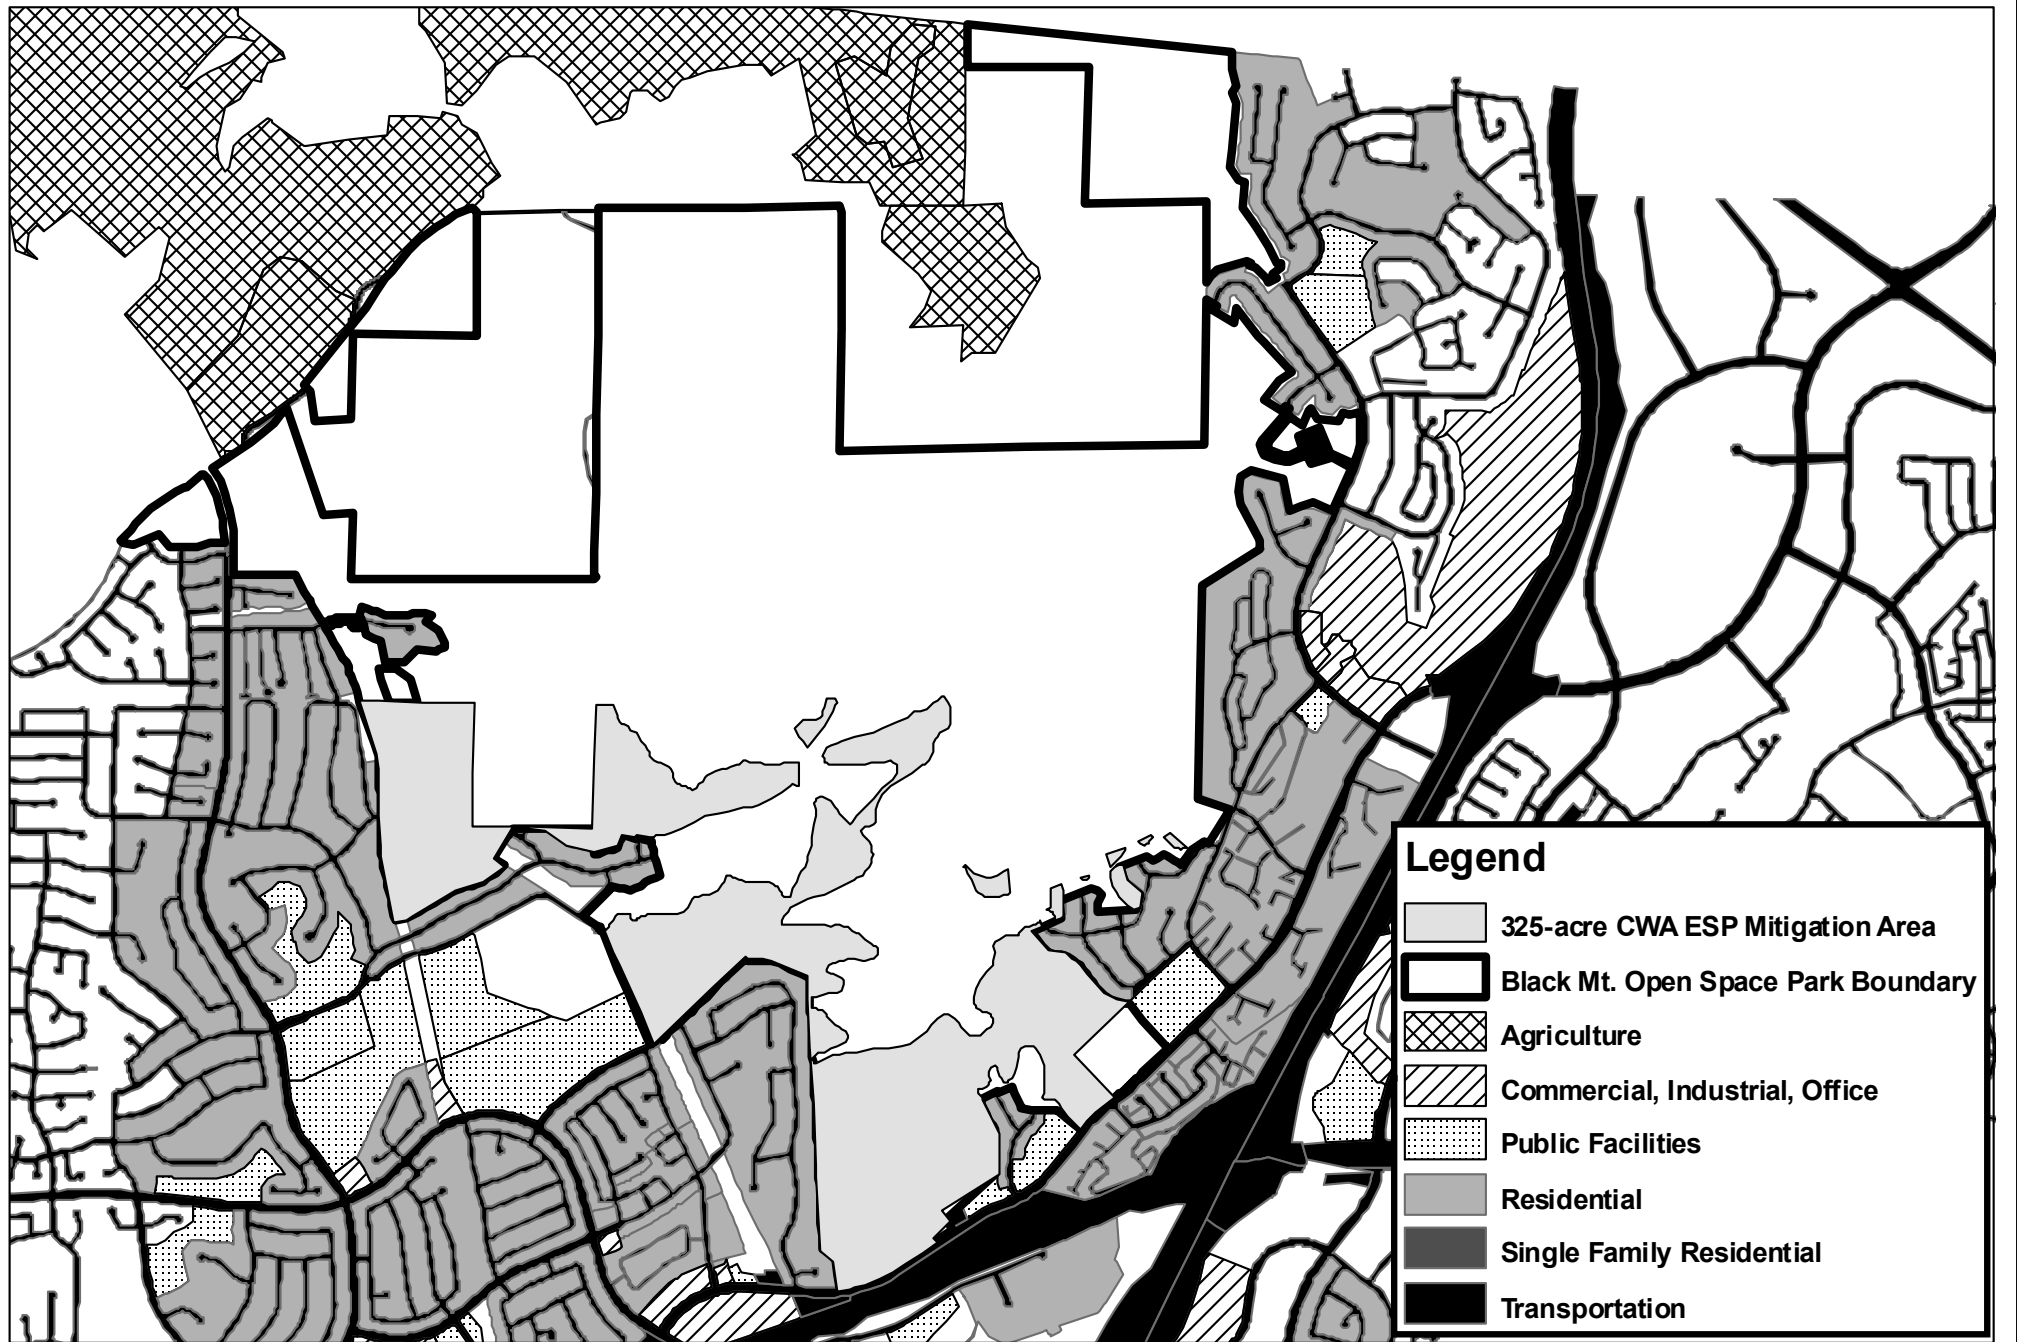 Legend
325-acre CWA ESP Mitigation Area
Black Mt. Open Space Park Boundary
Agriculture
Commercial, Industrial, Office
Public Facilities
Residential
Single Family Residential
Transportation